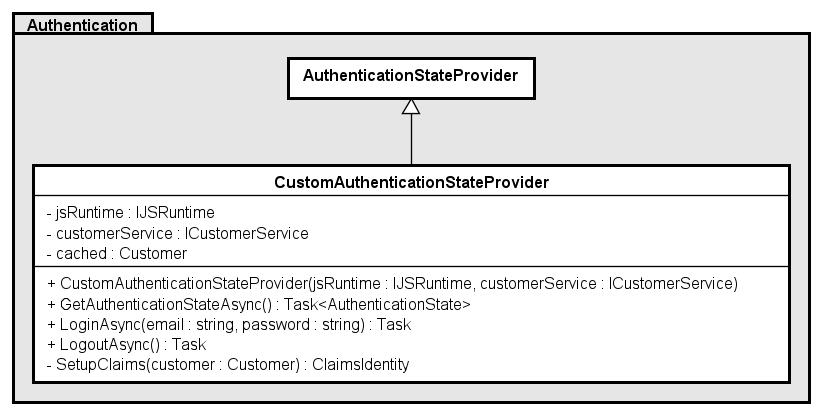 Authentication
AuthenticationStateProvider
CustomAuthenticationStateProvider
- jsRuntime : IJSRuntime
- customerService : ICustomerService
- cached : Customer
+ CustomAuthenticationStateProvider(jsRuntime : IJSRuntime, customerService : ICustomerService)
+ GetAuthenticationStateAsync() : Task<AuthenticationState>
+ LoginAsync(email : string, password : string) : Task
+ LogoutAsync() : Task
- SetupClaims(customer : Customer) : ClaimsIdentity